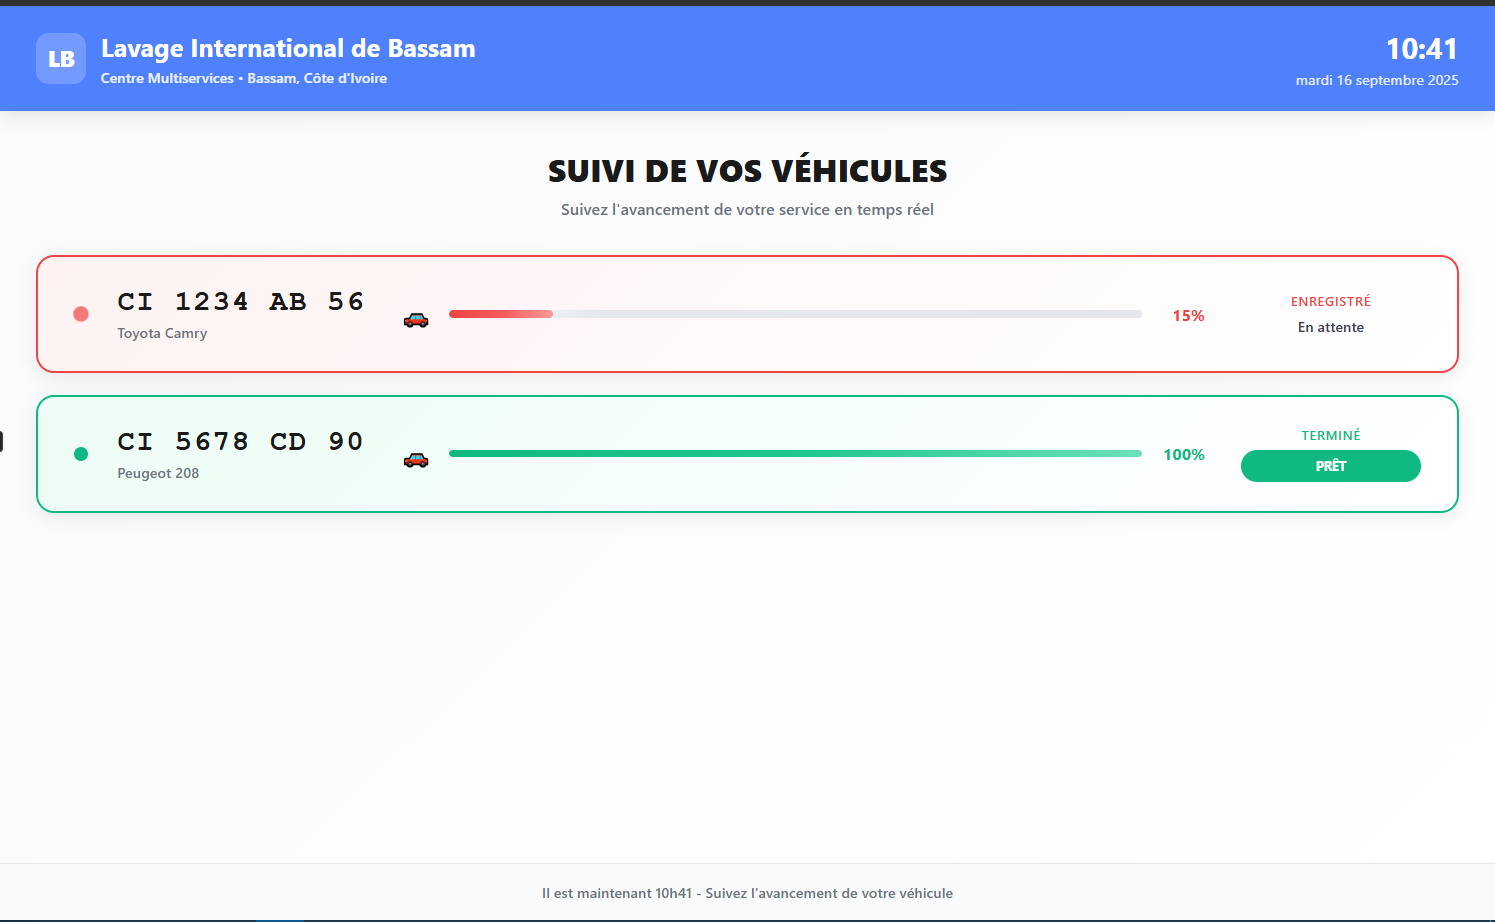 LB
Lavage International de Bassam
Centre Multiservices • Bassam, Côte d'Ivoire
10:41
mardi 16 septembre 2025
SUIVI DE VOS VÉHICULES
Suivez l'avancement de votre service en temps réel
CI 1234 AB 56
Toyota Camry
15%
ENREGISTRÉ
En attente
CI 5678 CD 90
Peugeot 208
100%
TERMINÉ
PRÊT
Il est maintenant 10h41 - Suivez l'avancement de votre véhicule